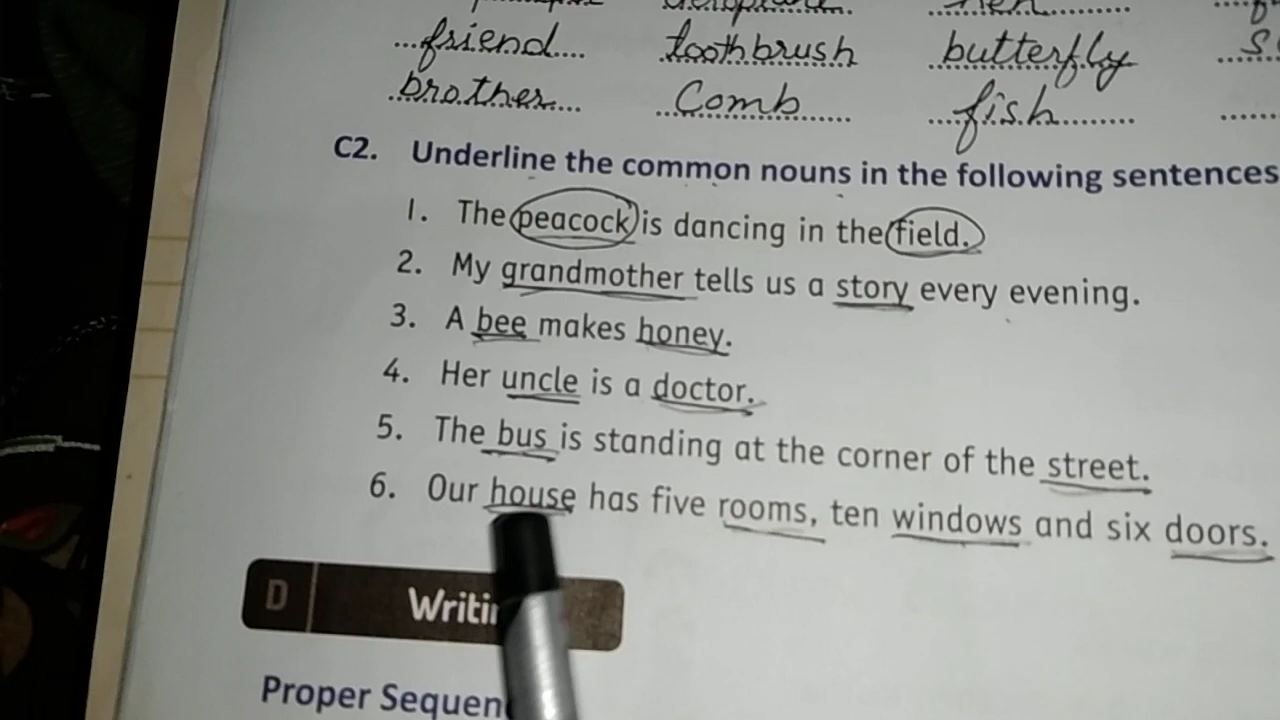 friend toothbrush butterfly
brother Comb fish
C2. Underline the common nouns in the following sentences
1. The peacock is dancing in the field.
2. My grandmother tells us a story every evening.
3. A bee makes honey.
4. Her uncle is a doctor.
5. The bus is standing at the corner of the street.
6. Our house has five rooms, ten windows and six doors.
D
Proper